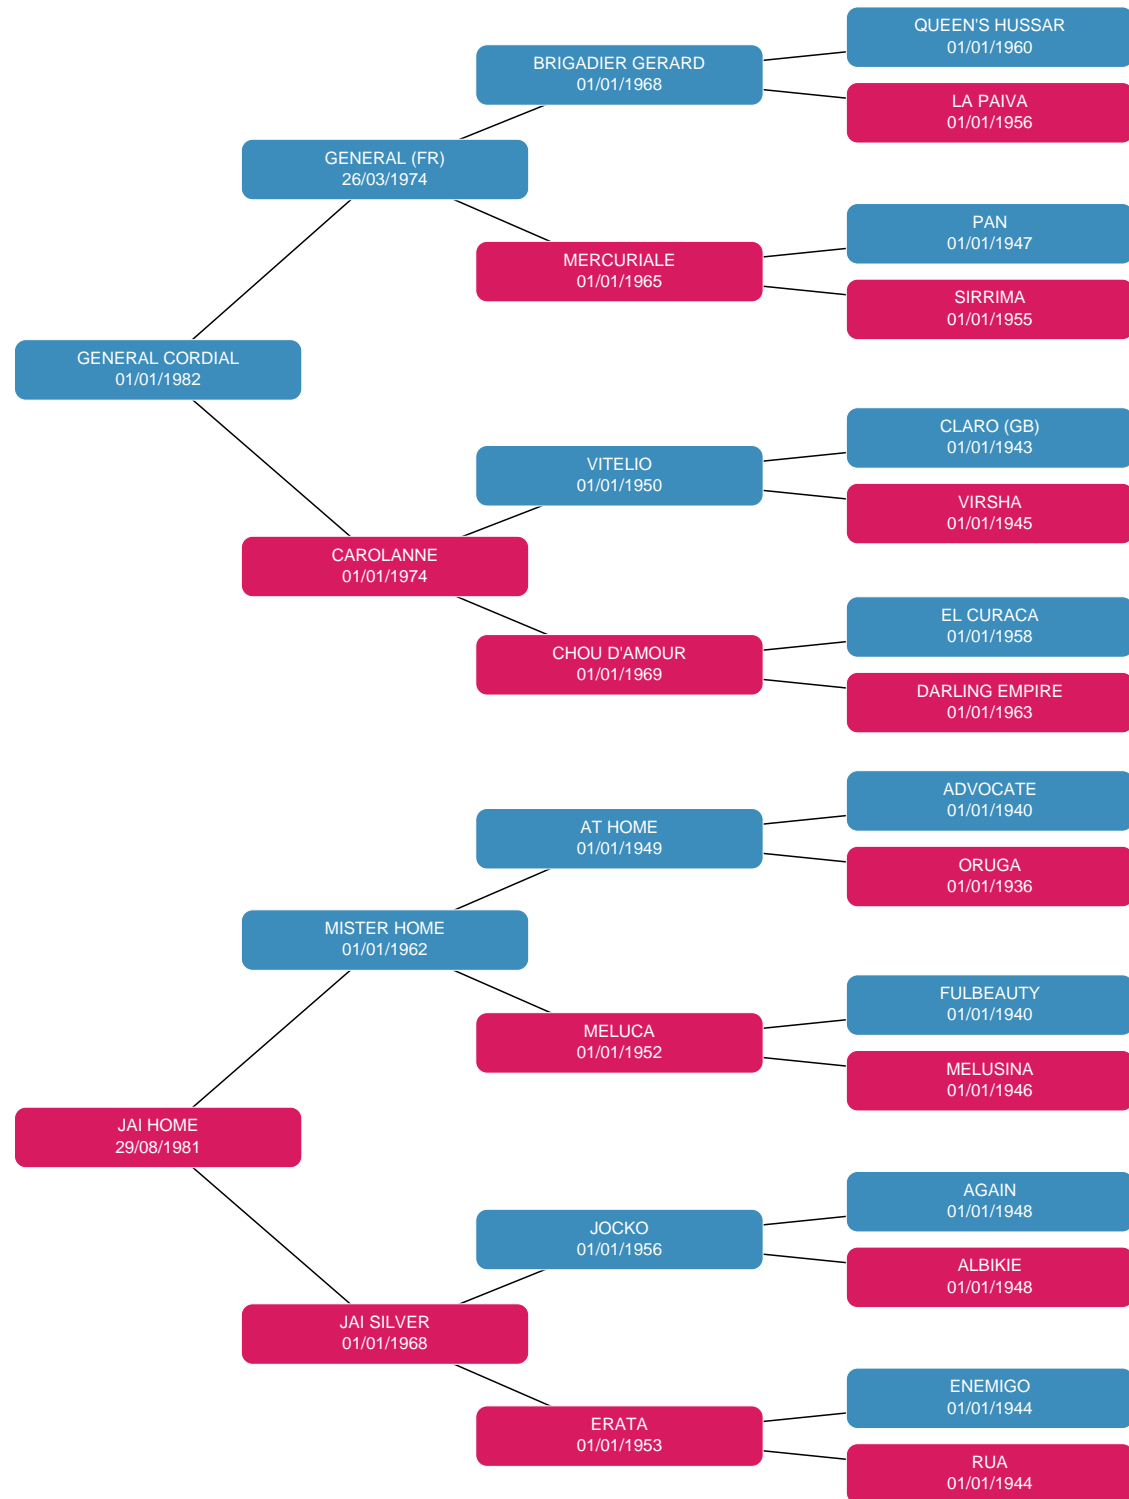 QUEEN'S HUSSAR
01/01/1960
BRIGADIER GERARD
01/01/1968
LA PAIVA
01/01/1956
GENERAL (FR)
26/03/1974
PAN
01/01/1947
MERCURIALE
01/01/1965
SIRRIMA
01/01/1955
GENERAL CORDIAL
01/01/1982
CLARO (GB)
01/01/1943
VITELIO
01/01/1950
VIRSHA
01/01/1945
CAROLANNE
01/01/1974
EL CURACA
01/01/1958
CHOU D'AMOUR
01/01/1969
DARLING EMPIRE
01/01/1963
ADVOCATE
01/01/1940
AT HOME
01/01/1949
ORUGA
01/01/1936
MISTER HOME
01/01/1962
FULBEAUTY
01/01/1940
MELUCA
01/01/1952
MELUSINA
01/01/1946
JAI HOME
29/08/1981
AGAIN
01/01/1948
JOCKO
01/01/1956
ALBIKIE
01/01/1948
JAI SILVER
01/01/1968
ENEMIGO
01/01/1944
ERATA
01/01/1953
RUA
01/01/1944